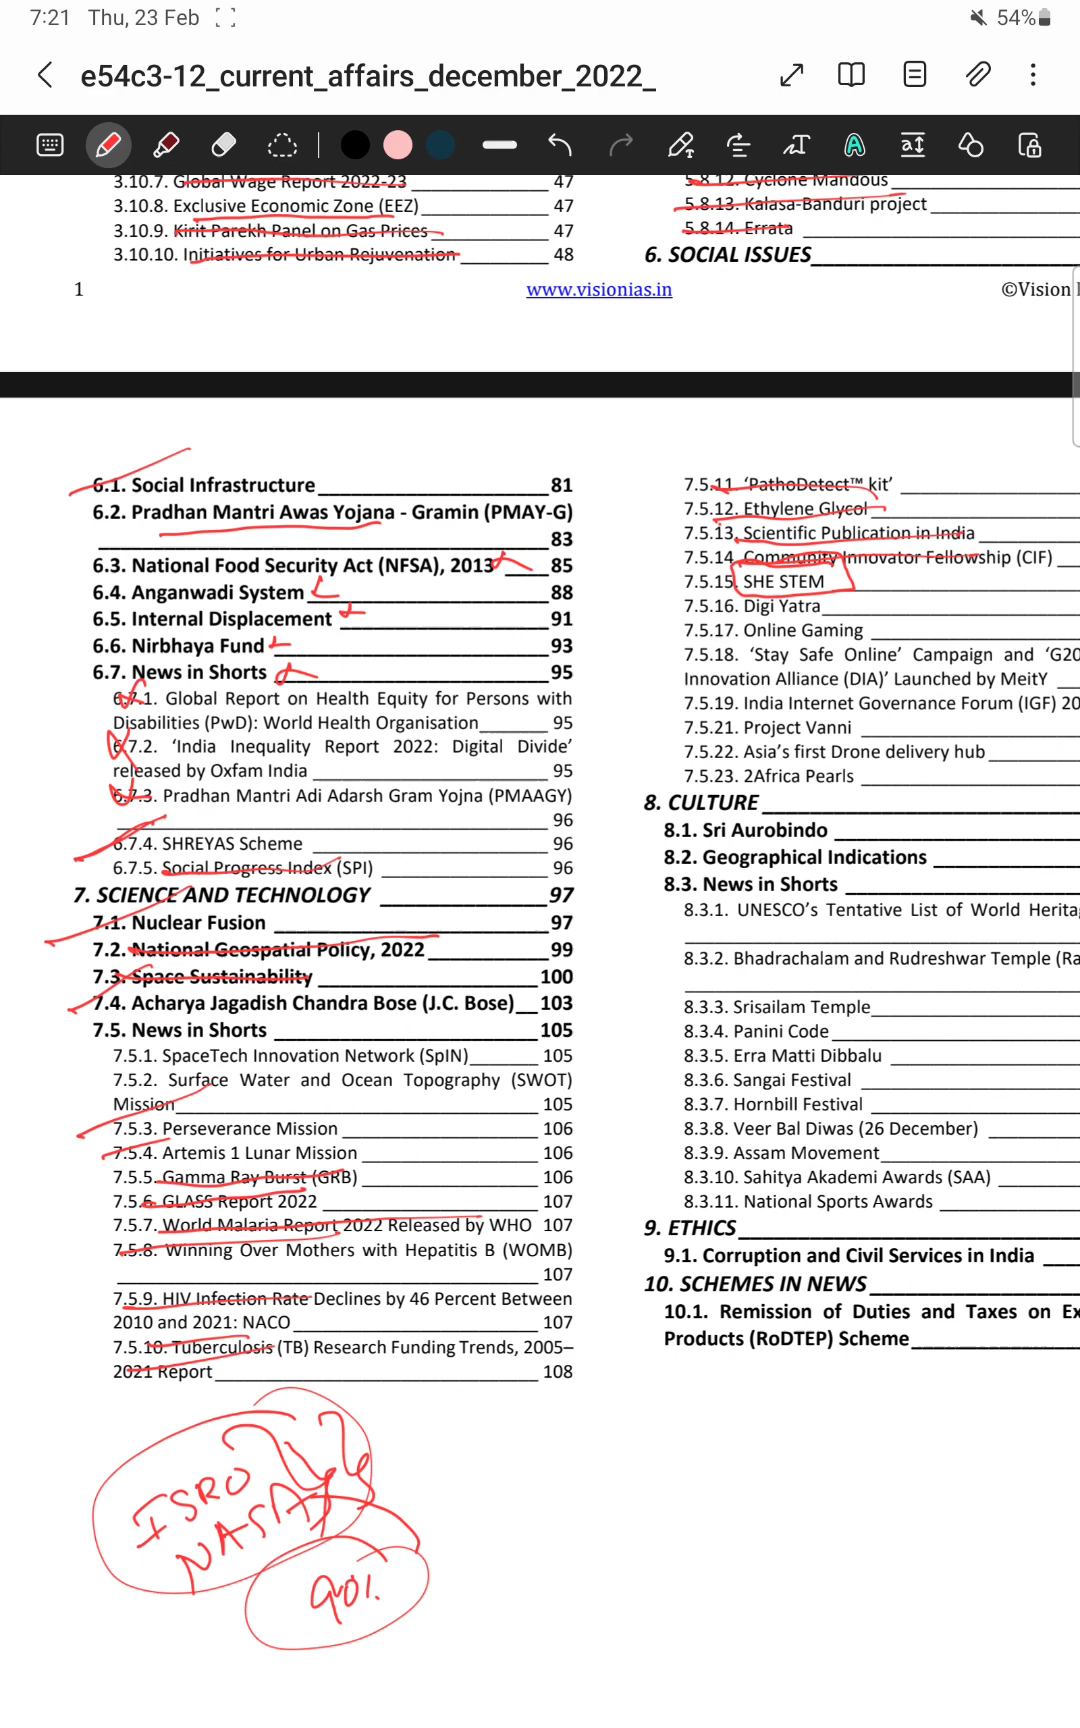 7:21 Thu, 23 Feb
54%
e54c3-12_current_affairs_december_2022_
3.10.7. Global Wage Report 2022-23 47
3.10.8. Exclusive Economic Zone (EEZ) 47
3.10.9. Kirit Parekh Panel on Gas Prices 47
3.10.10. Initiatives for Urban Rejuvenation 48
5.8.12. Cyclone Mandous
5.8.13. Kalasa-Banduri project
5.8.14. Errata
6. SOCIAL ISSUES
1
www.visionias.in
©Vision
6.1. Social Infrastructure 81
6.2. Pradhan Mantri Awas Yojana - Gramin (PMAY-G)
83
6.3. National Food Security Act (NFSA), 2013 85
6.4. Anganwadi System 88
6.5. Internal Displacement 91
6.6. Nirbhaya Fund 93
6.7. News in Shorts 95
6.7.1. Global Report on Health Equity for Persons with
Disabilities (PwD): World Health Organisation 95
6.7.2. ‘India Inequality Report 2022: Digital Divide’
released by Oxfam India 95
6.7.3. Pradhan Mantri Adi Adarsh Gram Yojna (PMAAGY)
96
6.7.4. SHREYAS Scheme 96
6.7.5. Social Progress Index (SPI) 96
7. SCIENCE AND TECHNOLOGY 97
7.1. Nuclear Fusion 97
7.2. National Geospatial Policy, 2022 99
7.3. Space Sustainability 100
7.4. Acharya Jagadish Chandra Bose (J.C. Bose) 103
7.5. News in Shorts 105
7.5.1. SpaceTech Innovation Network (SpIN) 105
7.5.2. Surface Water and Ocean Topography (SWOT)
Mission 105
7.5.3. Perseverance Mission 106
7.5.4. Artemis 1 Lunar Mission 106
7.5.5. Gamma Ray Burst (GRB) 106
7.5.6. GLASS Report 2022 107
7.5.7. World Malaria Report 2022 Released by WHO 107
7.5.8. Winning Over Mothers with Hepatitis B (WOMB)
107
7.5.9. HIV Infection Rate Declines by 46 Percent Between
2010 and 2021: NACO 107
7.5.10. Tuberculosis (TB) Research Funding Trends, 2005–
2021 Report 108
7.5.11. ‘PathoDetect™ kit’
7.5.12. Ethylene Glycol
7.5.13. Scientific Publication in India
7.5.14. Community Innovator Fellowship (CIF)
7.5.15. SHE STEM
7.5.16. Digi Yatra
7.5.17. Online Gaming
7.5.18. ‘Stay Safe Online’ Campaign and ‘G20
Innovation Alliance (DIA)’ Launched by MeitY
7.5.19. India Internet Governance Forum (IGF) 20
7.5.21. Project Vanni
7.5.22. Asia’s first Drone delivery hub
7.5.23. 2Africa Pearls
8. CULTURE
8.1. Sri Aurobindo
8.2. Geographical Indications
8.3. News in Shorts
8.3.1. UNESCO’s Tentative List of World Herita
8.3.2. Bhadrachalam and Rudreshwar Temple (Ra
8.3.3. Srisailam Temple
8.3.4. Panini Code
8.3.5. Erra Matti Dibbalu
8.3.6. Sangai Festival
8.3.7. Hornbill Festival
8.3.8. Veer Bal Diwas (26 December)
8.3.9. Assam Movement
8.3.10. Sahitya Akademi Awards (SAA)
8.3.11. National Sports Awards
9. ETHICS
9.1. Corruption and Civil Services in India
10. SCHEMES IN NEWS
10.1. Remission of Duties and Taxes on Ex
Products (RoDTEP) Scheme
ISRO
NASA
90%